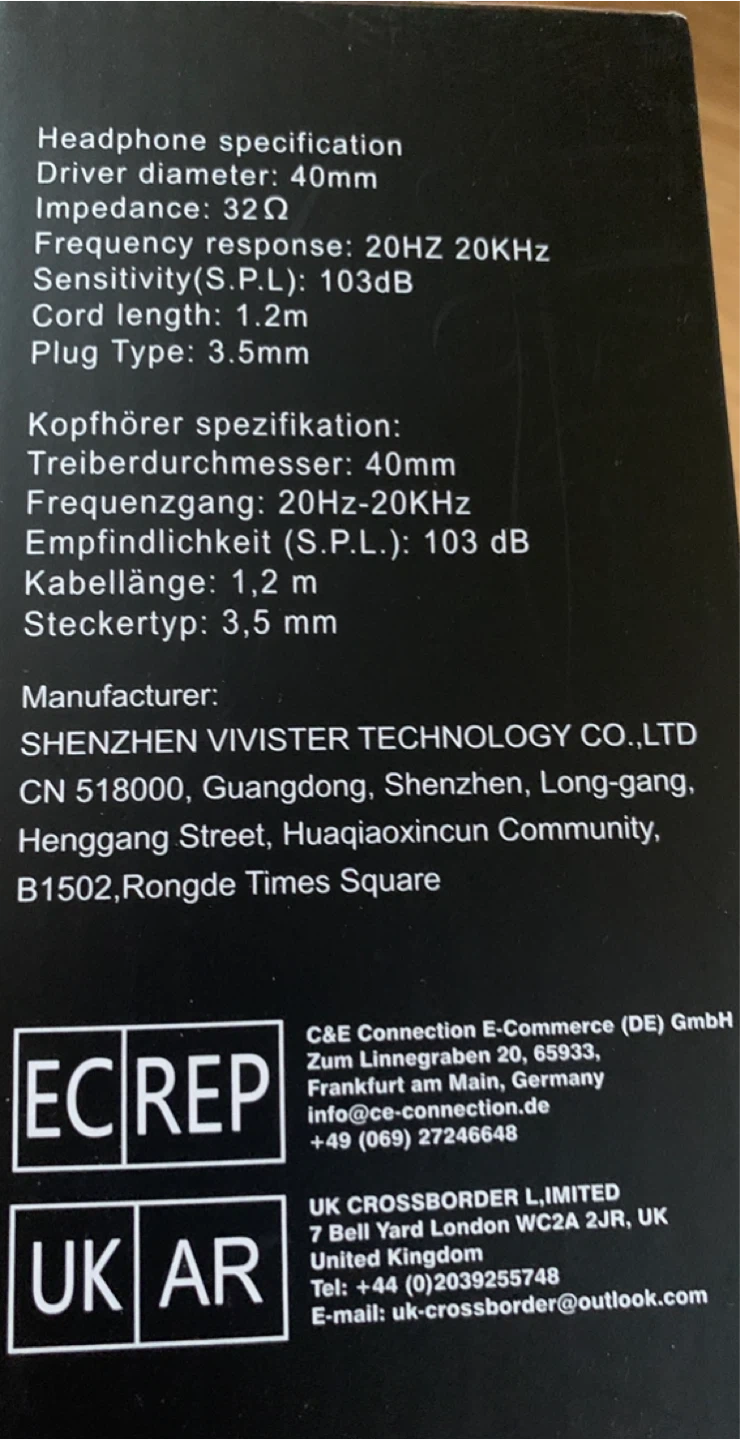 Headphone specification
Driver diameter: 40mm
Impedance: 32Ω
Frequency response: 20HZ 20KHz
Sensitivity(S.P.L): 103dB
Cord length: 1.2m
Plug Type: 3.5mm
Kopfhörer spezifikation:
Treiberdurchmesser: 40mm
Frequenzgang: 20Hz-20KHz
Empfindlichkeit (S.P.L.): 103 dB
Kabellänge: 1,2 m
Steckertyp: 3,5 mm
Manufacturer:
SHENZHEN VIVISTER TECHNOLOGY CO.,LTD
CN 518000, Guangdong, Shenzhen, Long-gang,
Henggang Street, Huaqiaoxincun Community,
B1502,Rongde Times Square
EC REP
C&E Connection E-Commerce (DE) GmbH
Zum Linnegraben 20, 65933,
Frankfurt am Main, Germany
info@ce-connection.de
+49 (069) 27246648
UK AR
UK CROSSBORDER L,IMITED
7 Bell Yard London WC2A 2JR, UK
United Kingdom
Tel: +44 (0)2039255748
E-mail: uk-crossborder@outlook.com